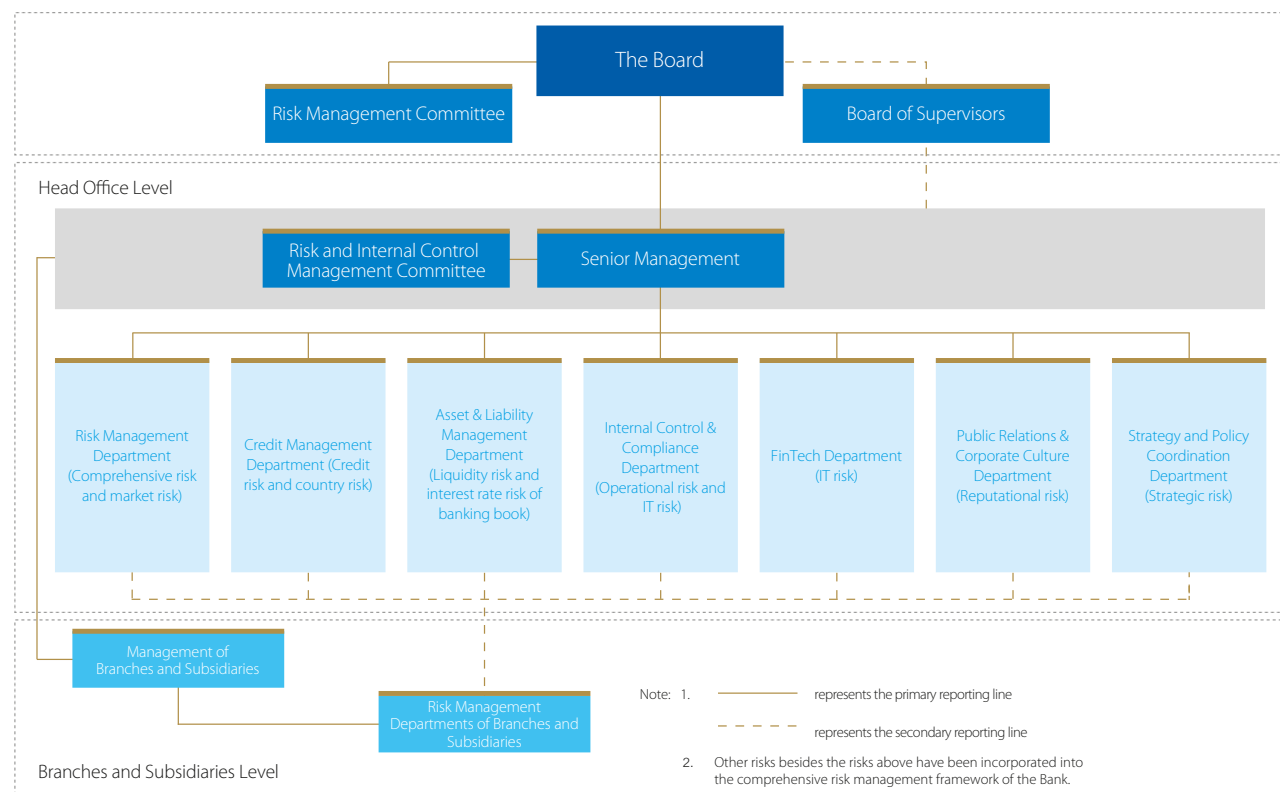 The Board
Risk Management Committee
Board of Supervisors
Head Office Level
Risk and Internal Control
Management Committee
Senior Management
Risk Management
Department
(Comprehensive risk
and market risk)
Credit Management
Department (Credit
risk and country risk)
Asset & Liability
Management
Department
(Liquidity risk and
interest rate risk of
banking book)
Internal Control &
Compliance
Department
(Operational risk and
IT risk)
FinTech Department
(IT risk)
Public Relations &
Corporate Culture
Department
(Reputational risk)
Strategy and Policy
Coordination
Department
(Strategic risk)
Management of
Branches and Subsidiaries
Risk Management
Departments of Branches and
Subsidiaries
Note: 1. represents the primary reporting line
represents the secondary reporting line
2. Other risks besides the risks above have been incorporated into
the comprehensive risk management framework of the Bank.
Branches and Subsidiaries Level